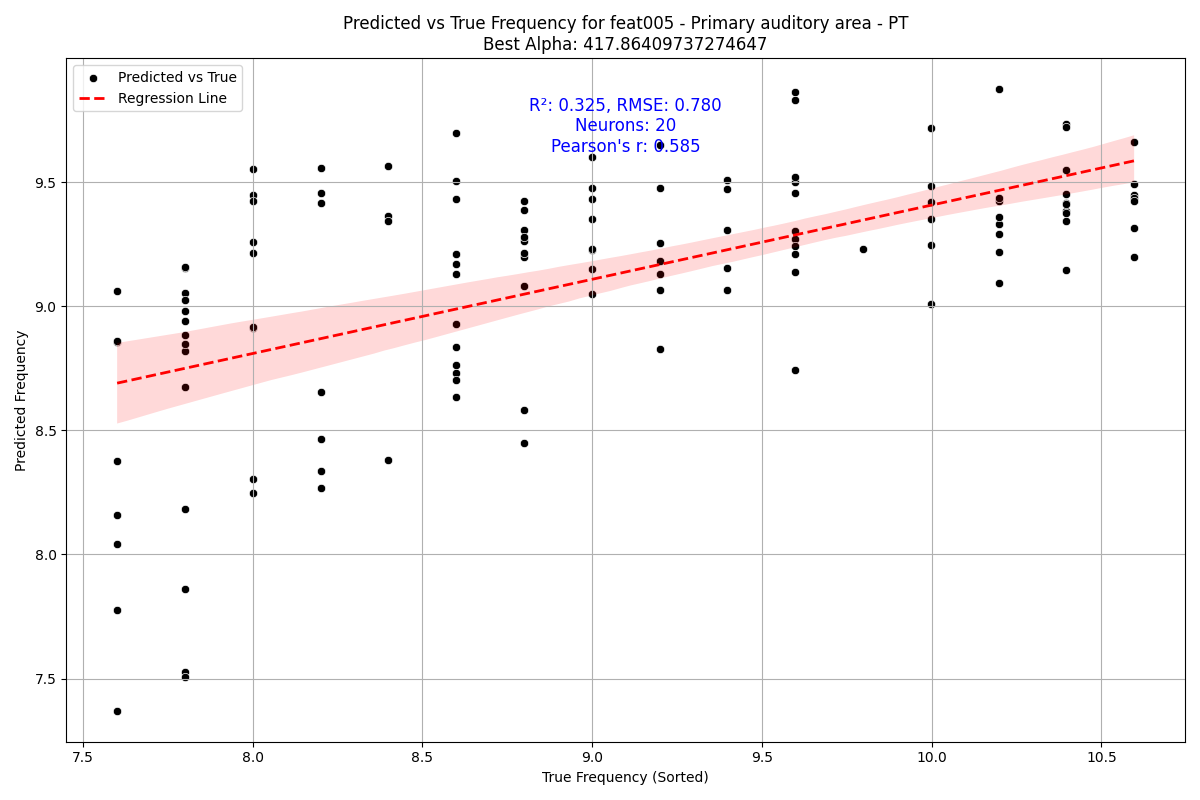 Predicted vs True Frequency for feat005 - Primary auditory area - PT
Best Alpha: 417.86409737274647
Predicted vs True
Regression Line
R²: 0.325, RMSE: 0.780
Neurons: 20
Pearson's r: 0.585
Predicted Frequency
9.5
9.0
8.5
8.0
7.5
7.5 8.0 8.5 9.0 9.5 10.0 10.5
True Frequency (Sorted)